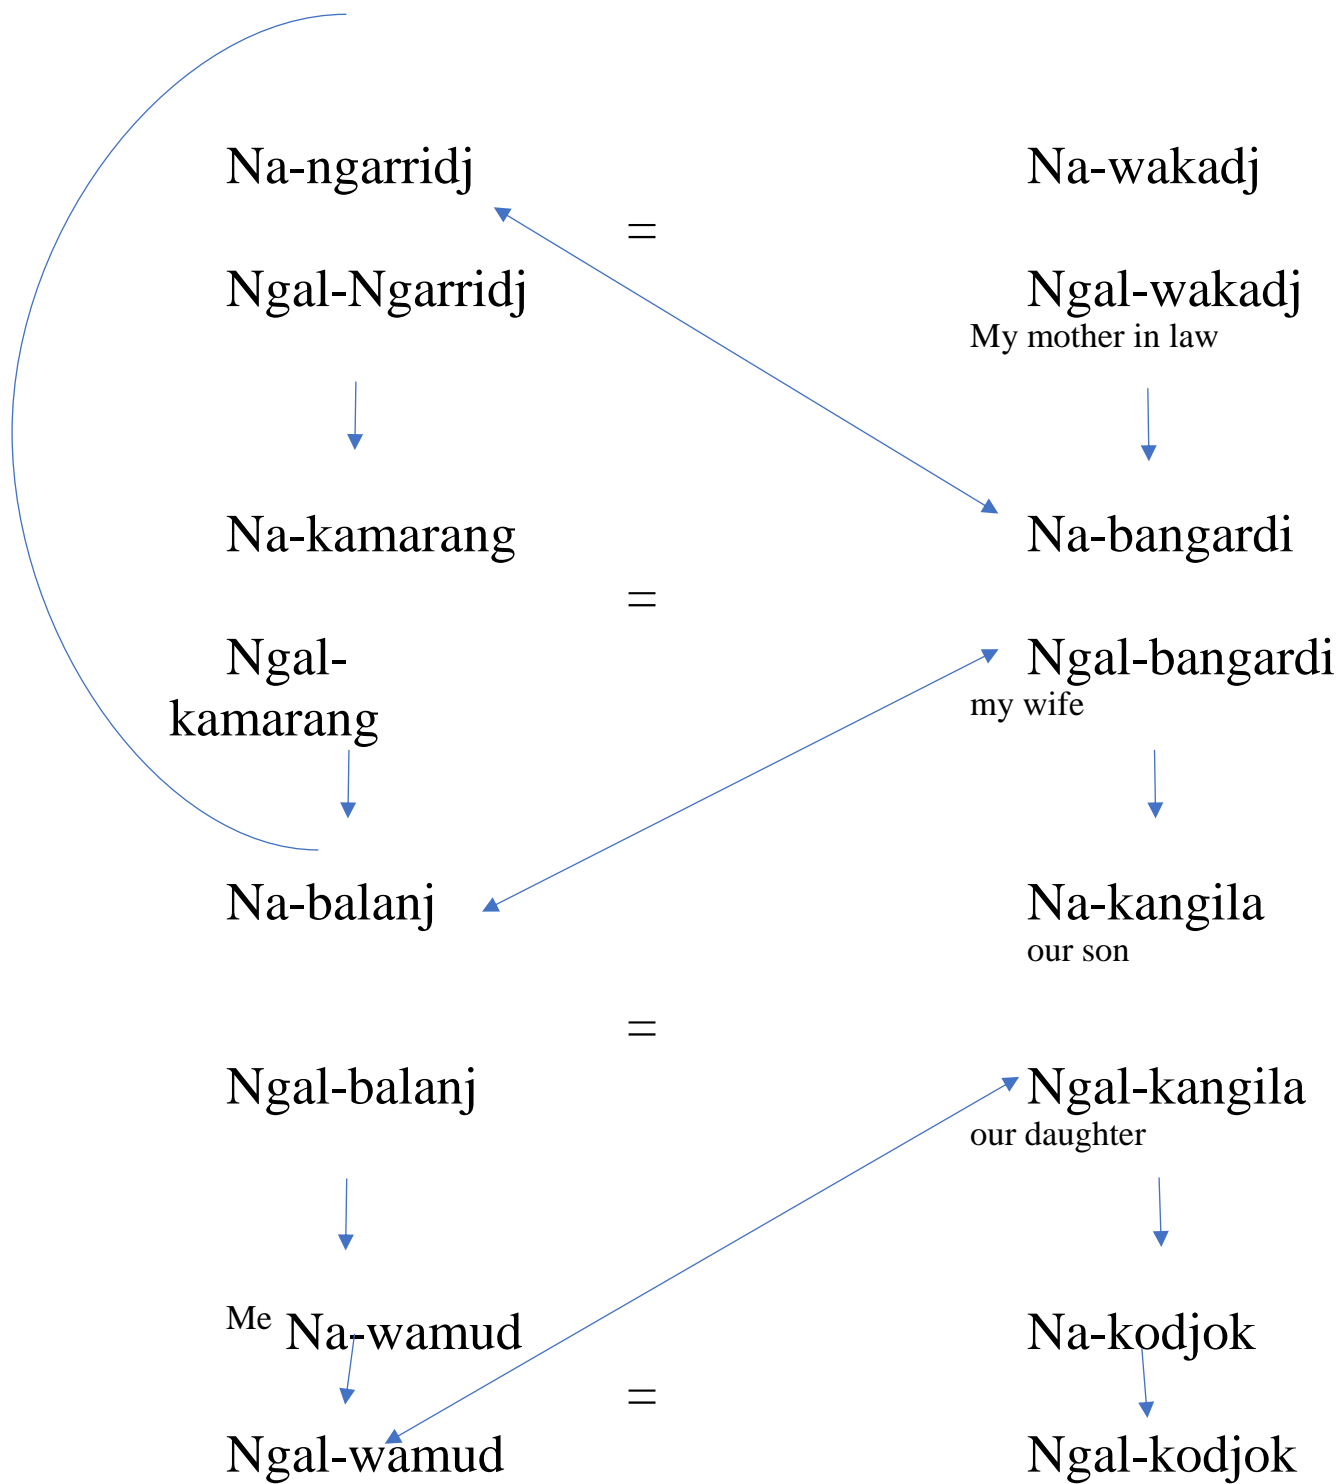 Na-ngarridj Na-wakadj
=
Ngal-Ngarridj Ngal-wakadj
My mother in law
Na-kamarang Na-bangardi
=
Ngal- Ngal-bangardi
kamarang my wife
Na-balanj Na-kangila
our son
=
Ngal-balanj Ngal-kangila
our daughter
Me Na-wamud Na-kodjok
=
Ngal-wamud Ngal-kodjok